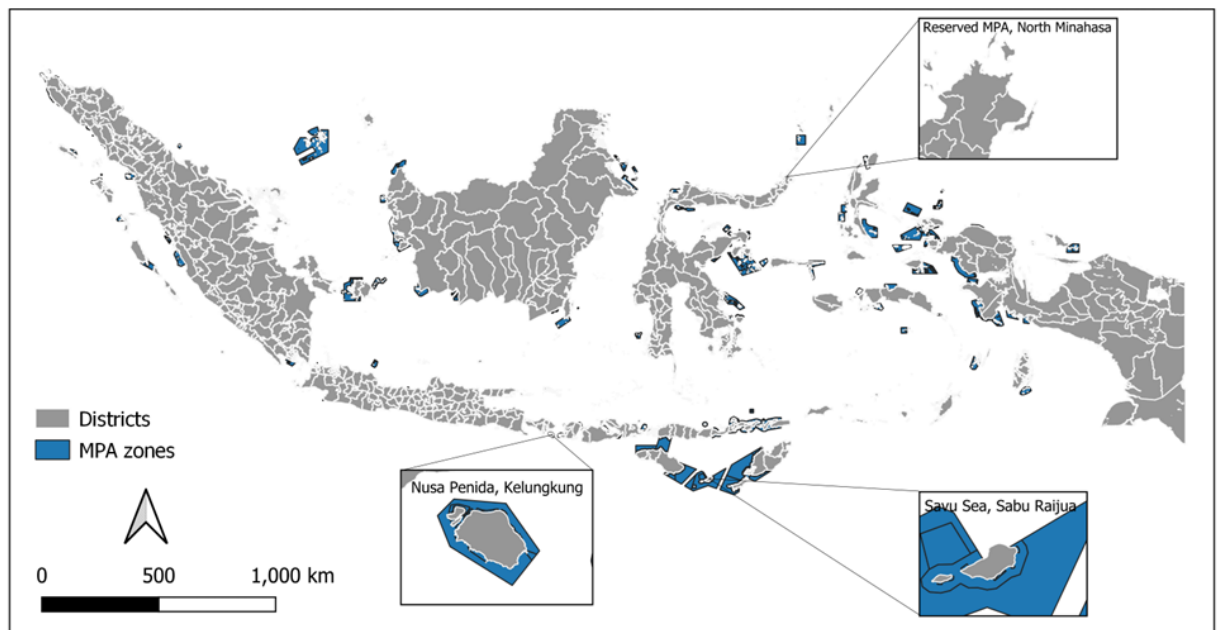 Reserved MPA, North Minahasa
Districts
MPA zones
Nusa Penida, Kelungkung
Savu Sea, Sabu Raijua
0 500 1,000 km